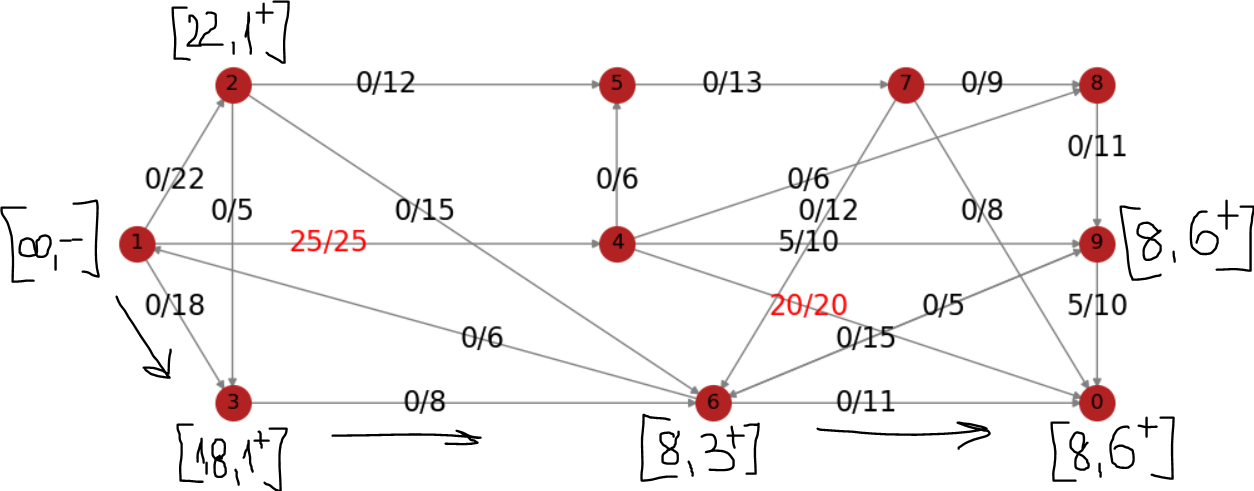 [22,1⁺]
2 0/12 5 0/13 7 0/9 8
0/11
0/22 0/6 0/6
0/5 0/15 0/12 0/8
[∞,−] 1 25/25 4 5/10 9 [8,6⁺]
0/18 20/20 0/5 5/10
0/6 0/15
3 0/8 6 0/11 0
[18,1⁺] [8,3⁺] [8,6⁺]